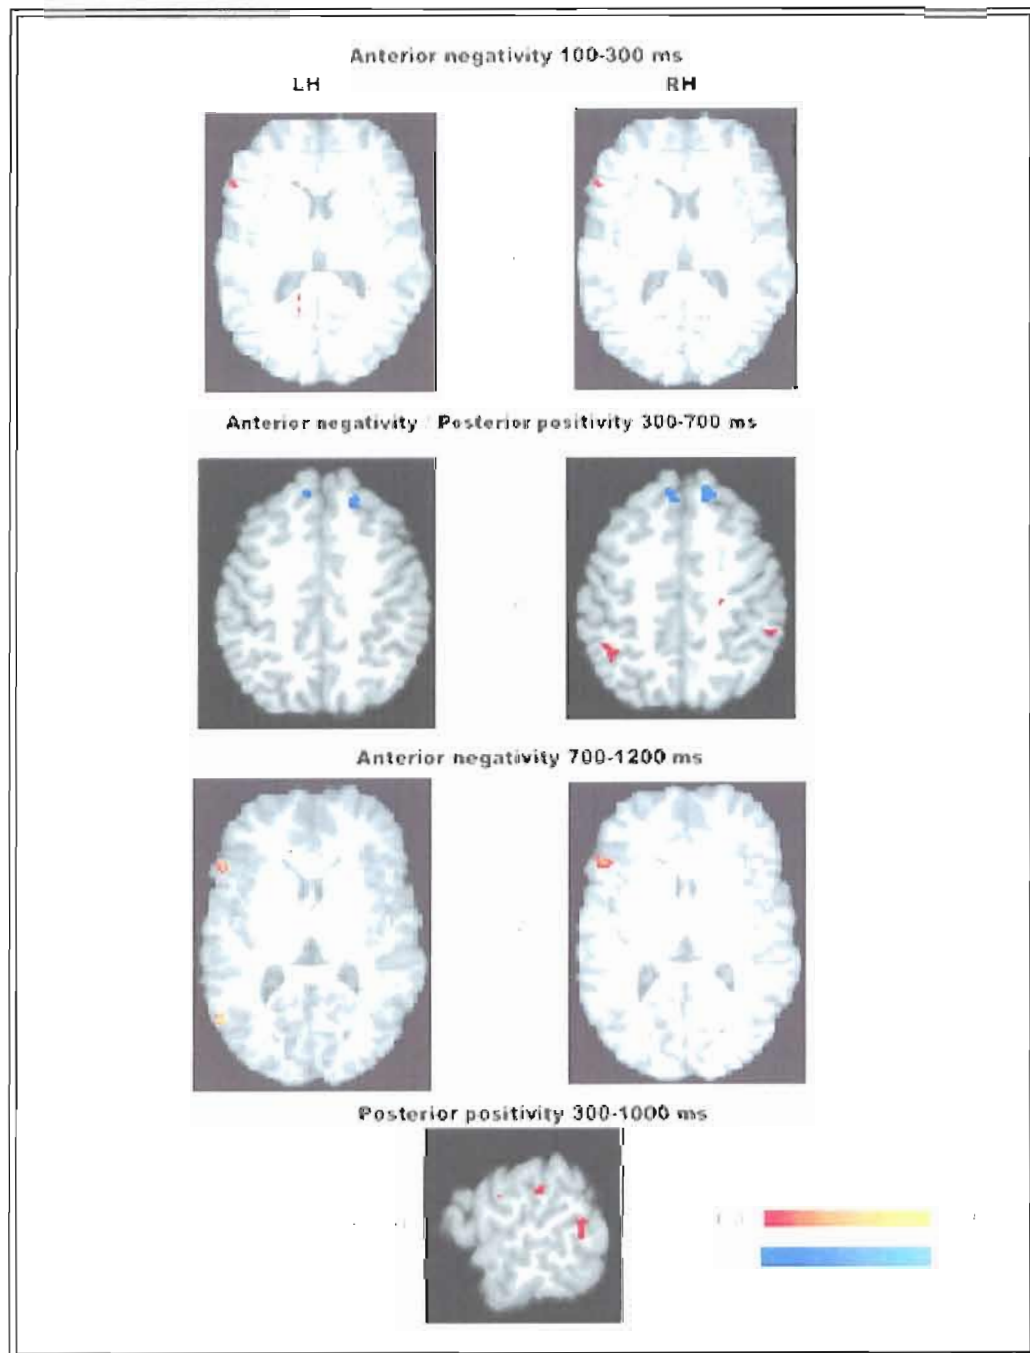 Anterior negativity 100-300 ms
LH RH
Anterior negativity Posterior positivity 300-700 ms
Anterior negativity 700-1200 ms
Posterior positivity 300-1000 ms